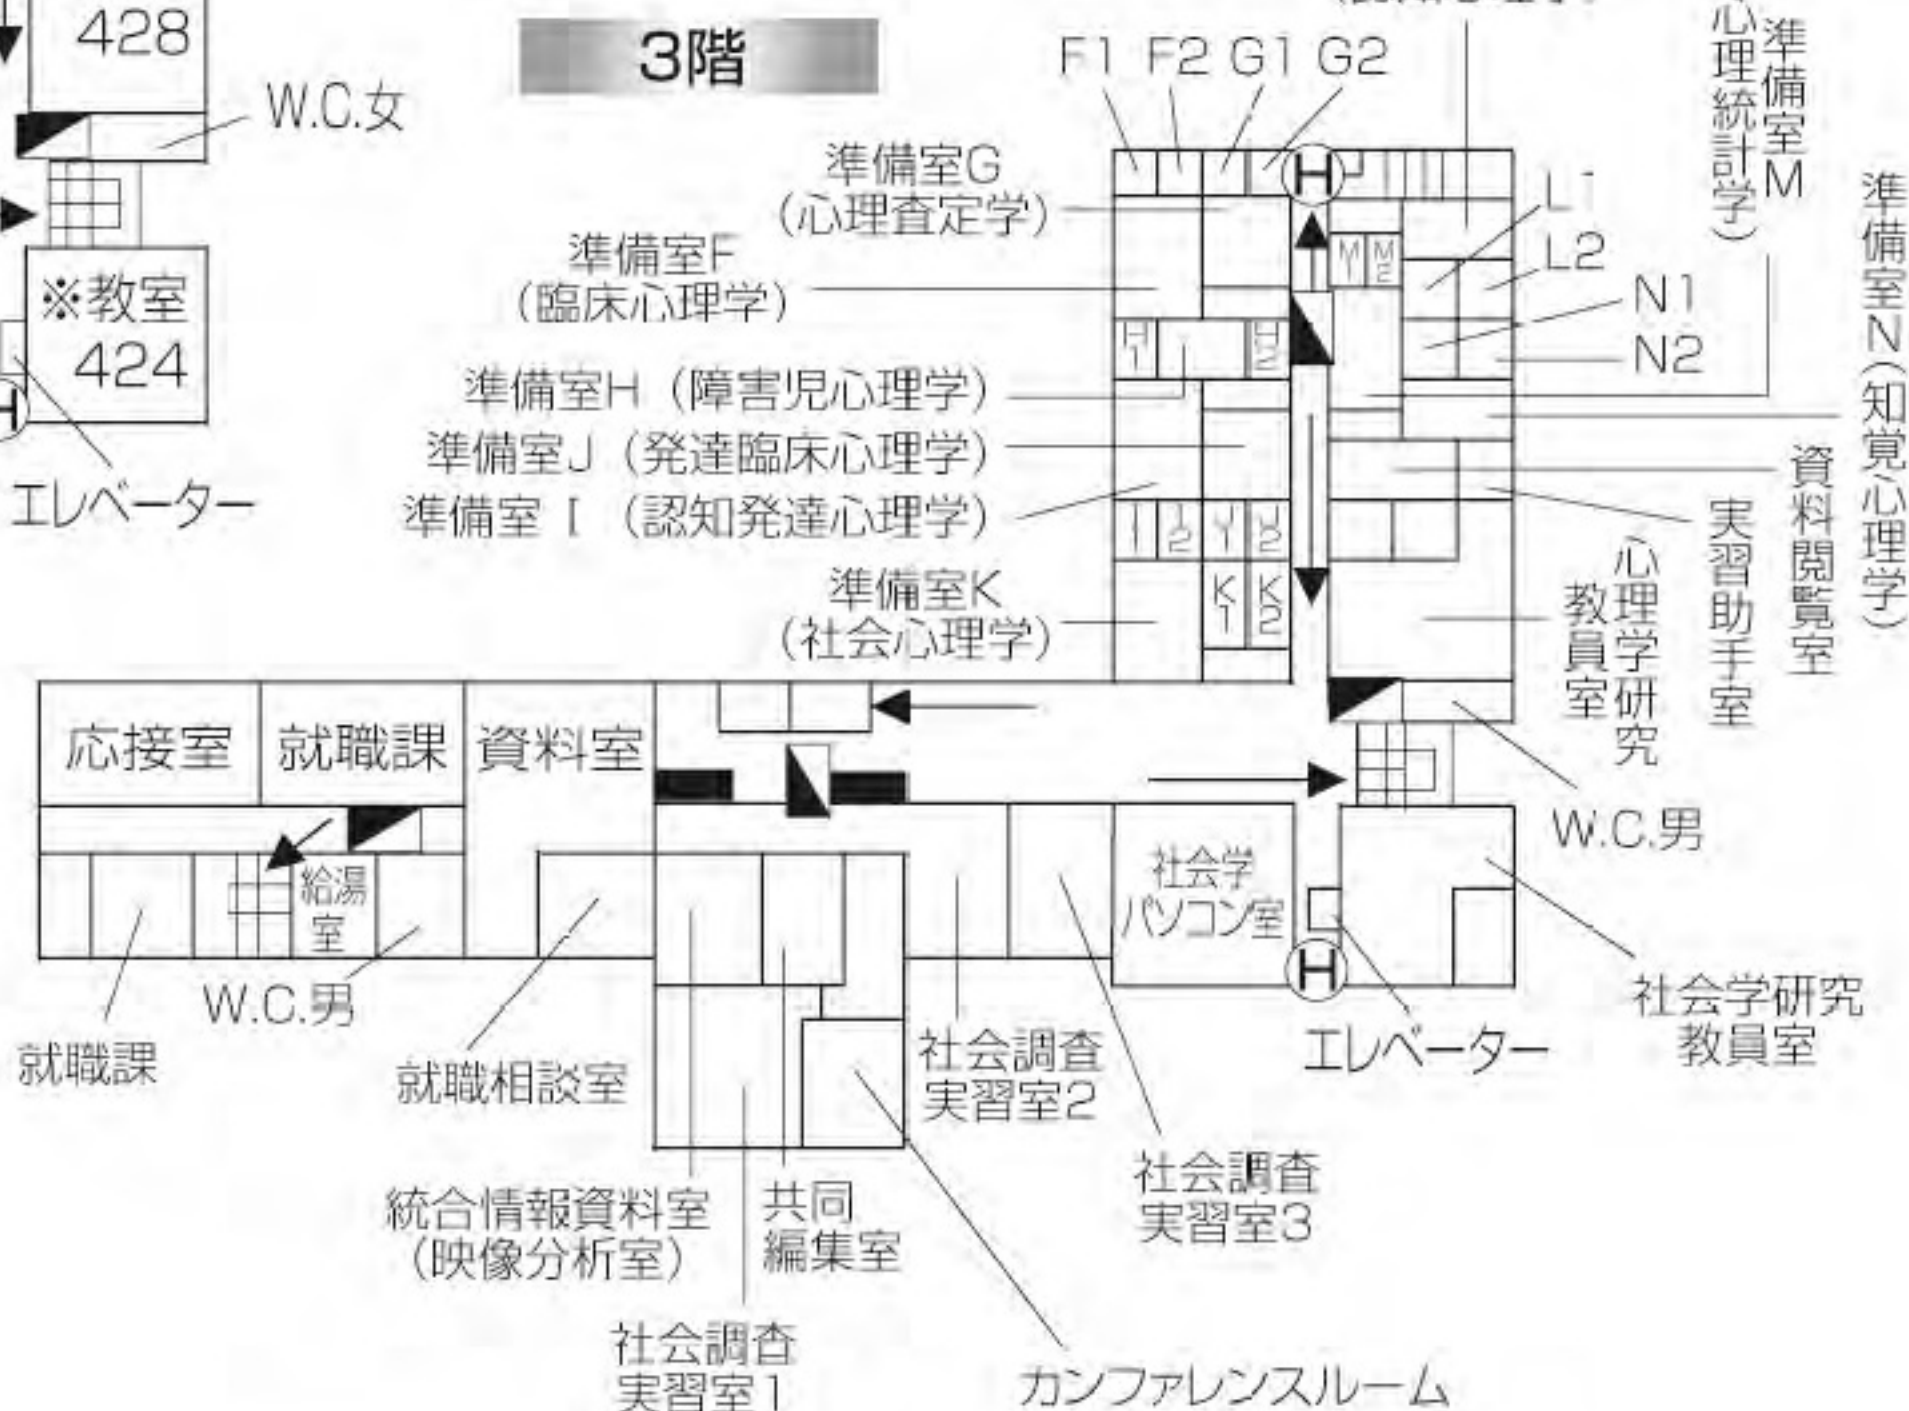 428
W.C.女
※教室
424
エレベーター
3階
F1 F2 G1 G2
準備室G
(心理査定学)
準備室F
(臨床心理学)
準備室H (障害児心理学)
準備室J (発達臨床心理学)
準備室 I (認知発達心理学)
準備室K
(社会心理学)
H
M1
M2
L1
L2
N1
N2
H1
H2
I2
J2
K1
K2
準備室M
心理統計学)
準備室N(知覚心理学)
資料閲覧室
実習助手室
心理学研究
教員室
W.C.男
応接室
就職課
資料室
給湯
室
社会学
パソコン室
H
就職課
W.C.男
就職相談室
社会調査
実習室2
エレベーター
社会学研究
教員室
統合情報資料室
(映像分析室)
共同
編集室
社会調査
実習室3
社会調査
実習室1
カンファレンスルーム